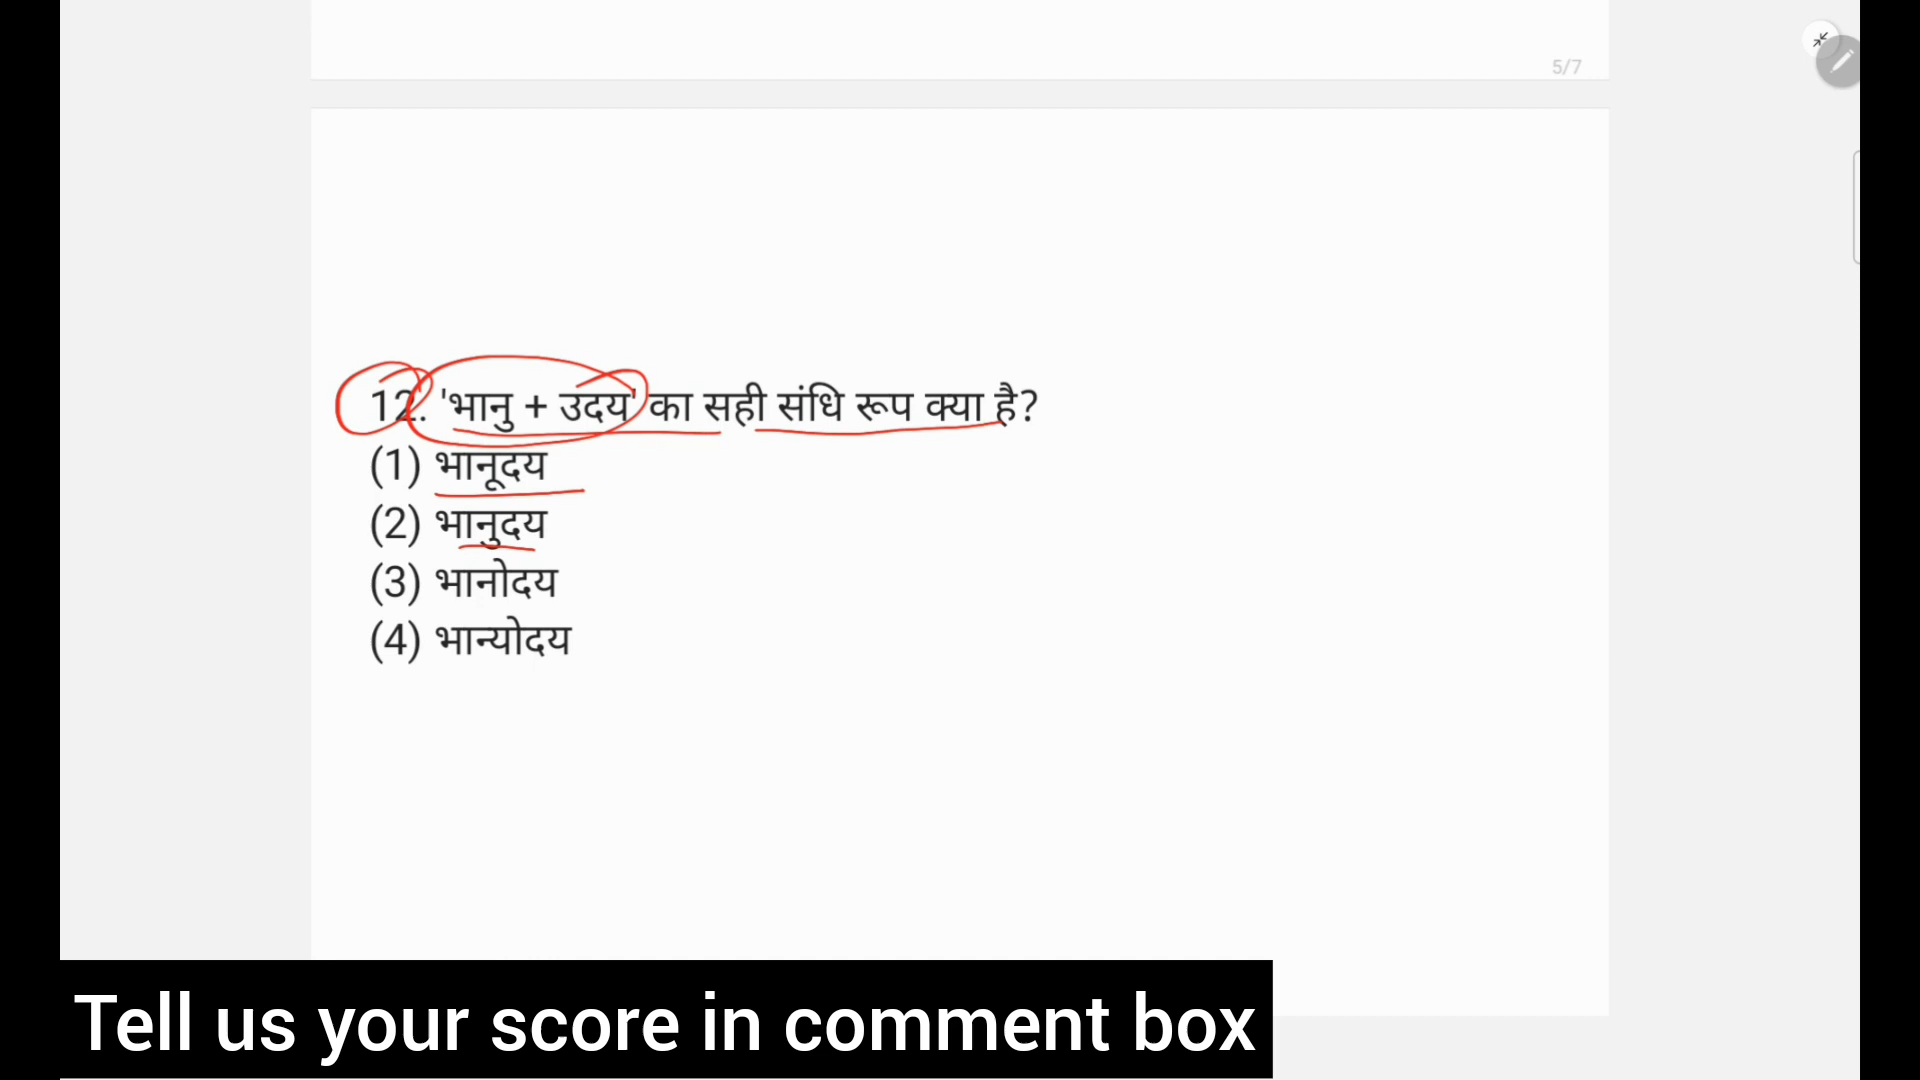 5/7
12. 'भानु + उदय' का सही संधि रूप क्या है?
(1) भानूदय
(2) भानुदय
(3) भानोदय
(4) भान्योदय
Tell us your score in comment box